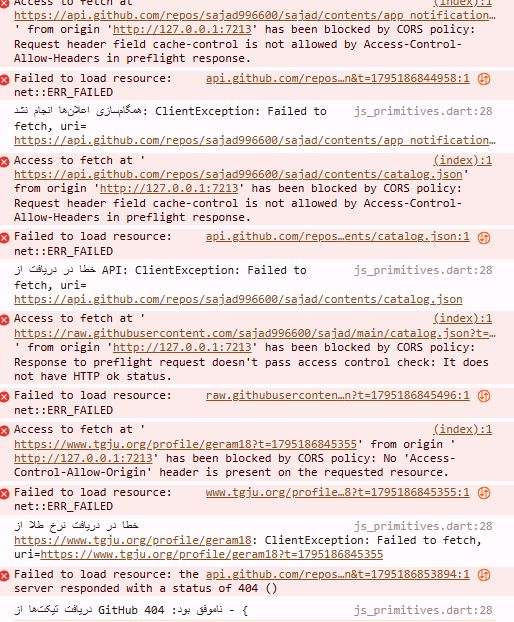 Access to fetch at ' (index):1
https://api.github.com/repos/sajad996600/sajad/contents/app_notification…
' from origin 'http://127.0.0.1:7213' has been blocked by CORS policy:
Request header field cache-control is not allowed by Access-Control-
Allow-Headers in preflight response.
Failed to load resource: api.github.com/repos…n&t=1795186844958:1
net::ERR_FAILED
همگام‌سازی اعلان‌ها انجام نشد: ClientException: Failed to js_primitives.dart:28
fetch, uri=
https://api.github.com/repos/sajad996600/sajad/contents/app_notification…
Access to fetch at ' (index):1
https://api.github.com/repos/sajad996600/sajad/contents/catalog.json'
from origin 'http://127.0.0.1:7213' has been blocked by CORS policy:
Request header field cache-control is not allowed by Access-Control-
Allow-Headers in preflight response.
Failed to load resource: api.github.com/repos…ents/catalog.json:1
net::ERR_FAILED
خطا در دریافت از API: ClientException: Failed to js_primitives.dart:28
fetch, uri=
https://api.github.com/repos/sajad996600/sajad/contents/catalog.json
Access to fetch at ' (index):1
https://raw.githubusercontent.com/sajad996600/sajad/main/catalog.json?t=…
' from origin 'http://127.0.0.1:7213' has been blocked by CORS policy:
Response to preflight request doesn't pass access control check: It does
not have HTTP ok status.
Failed to load resource: raw.githubuserconten…n?t=1795186845496:1
net::ERR_FAILED
Access to fetch at ' (index):1
https://www.tgju.org/profile/geram18?t=1795186845355' from origin '
http://127.0.0.1:7213' has been blocked by CORS policy: No 'Access-
Control-Allow-Origin' header is present on the requested resource.
Failed to load resource: www.tgju.org/profile…8?t=1795186845355:1
net::ERR_FAILED
خطا در دریافت نرخ طلا از js_primitives.dart:28
https://www.tgju.org/profile/geram18: ClientException: Failed to fetch,
uri=https://www.tgju.org/profile/geram18?t=1795186845355
Failed to load resource: the api.github.com/repos…n&t=1795186853894:1
server responded with a status of 404 ()
دریافت تیکت‌ها از GitHub ناموفق بود: 404 - { js_primitives.dart:28